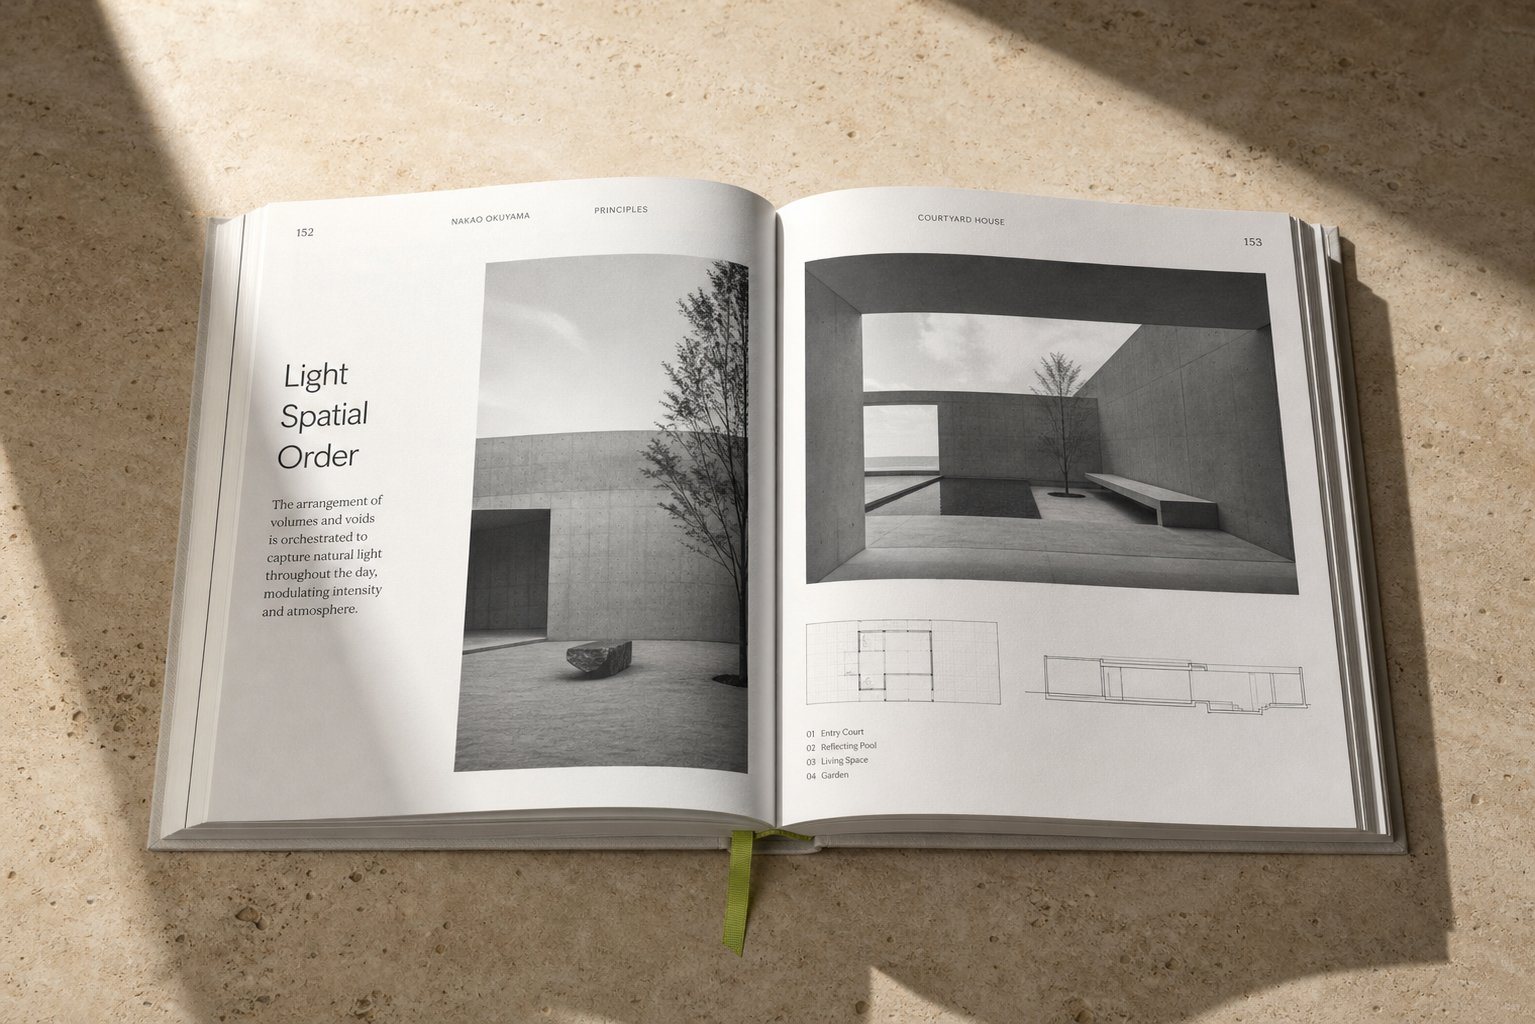 152
NAKAO OKUYAMA
PRINCIPLES
Light
Spatial
Order
The arrangement of
volumes and voids
is orchestrated to
capture natural light
throughout the day,
modulating intensity
and atmosphere.
COURTYARD HOUSE
153
01 Entry Court
02 Reflecting Pool
03 Living Space
04 Garden